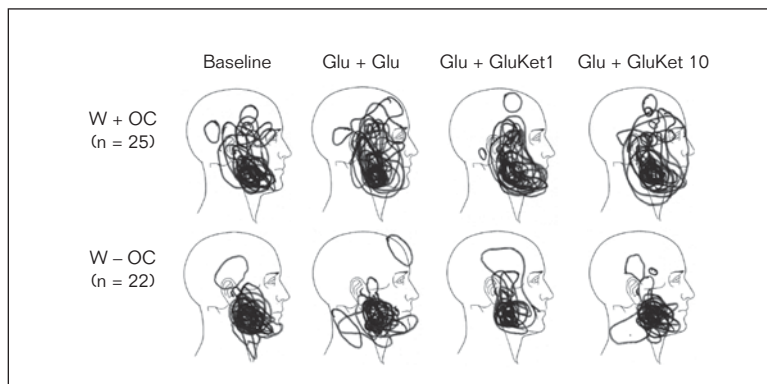 Baseline Glu + Glu Glu + GluKet1 Glu + GluKet 10
W + OC
(n = 25)
W – OC
(n = 22)